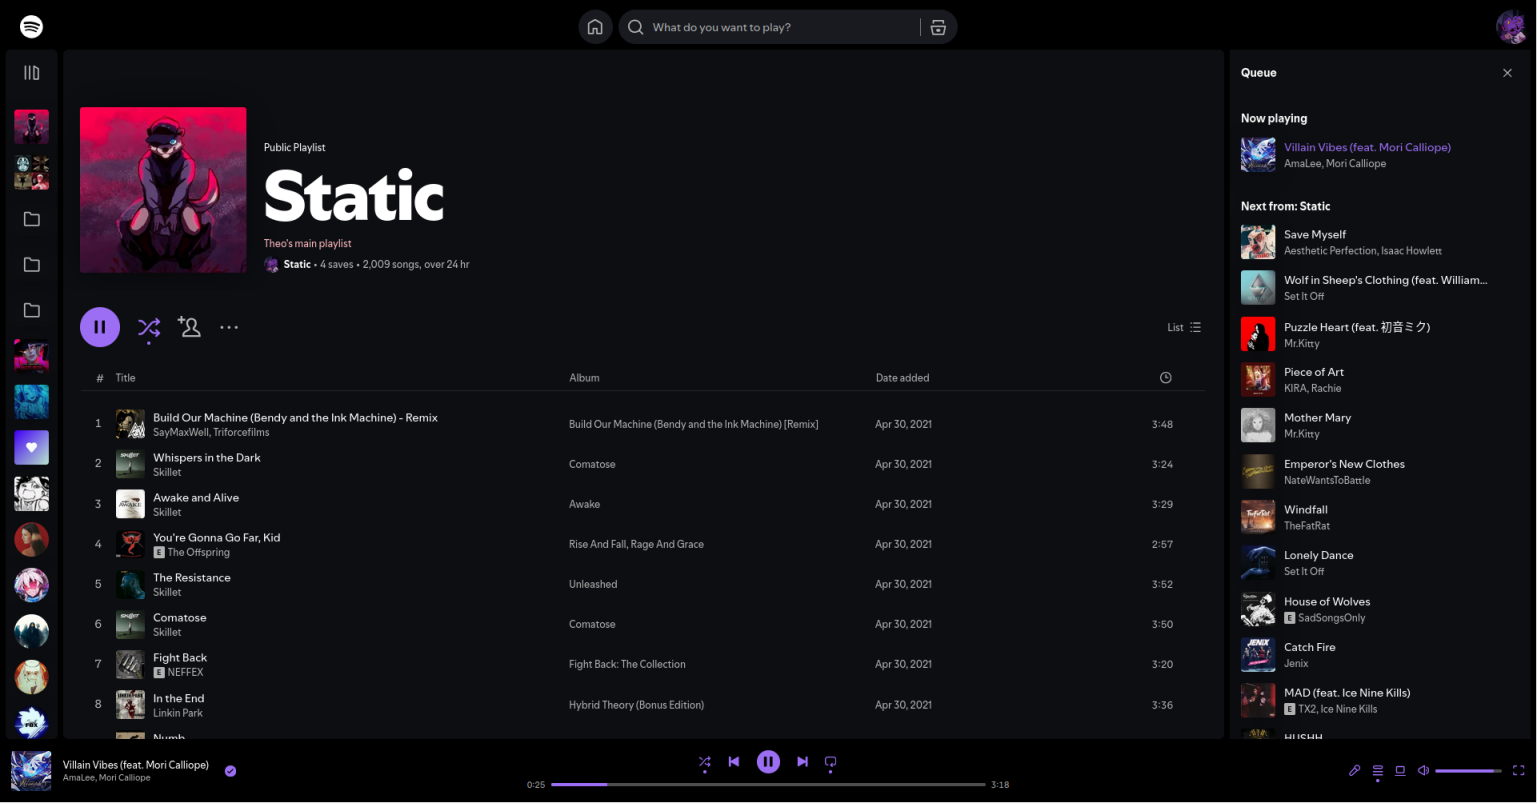 What do you want to play?
Public Playlist
Static
Theo's main playlist
Static • 4 saves • 2,009 songs, over 24 hr
List
# Title Album Date added
1 Build Our Machine (Bendy and the Ink Machine) - Remix Build Our Machine (Bendy and the Ink Machine) [Remix] Apr 30, 2021 3:48
SayMaxWell, Triforcefilms
2 Whispers in the Dark Comatose Apr 30, 2021 3:24
Skillet
3 Awake and Alive Awake Apr 30, 2021 3:29
Skillet
4 You're Gonna Go Far, Kid Rise And Fall, Rage And Grace Apr 30, 2021 2:57
E The Offspring
5 The Resistance Unleashed Apr 30, 2021 3:52
Skillet
6 Comatose Comatose Apr 30, 2021 3:50
Skillet
7 Fight Back Fight Back: The Collection Apr 30, 2021 3:20
E NEFFEX
8 In the End Hybrid Theory (Bonus Edition) Apr 30, 2021 3:36
Linkin Park
Numb
Queue
Now playing
Villain Vibes (feat. Mori Calliope)
AmaLee, Mori Calliope
Next from: Static
Save Myself
Aesthetic Perfection, Isaac Howlett
Wolf in Sheep's Clothing (feat. William...
Set It Off
Puzzle Heart (feat. 初音ミク)
Mr.Kitty
Piece of Art
KIRA, Rachie
Mother Mary
Mr.Kitty
Emperor's New Clothes
NateWantsToBattle
Windfall
TheFatRat
Lonely Dance
Set It Off
House of Wolves
E SadSongsOnly
Catch Fire
Jenix
MAD (feat. Ice Nine Kills)
E TX2, Ice Nine Kills
HUSHH
Villain Vibes (feat. Mori Calliope)
AmaLee, Mori Calliope
0:25 3:18